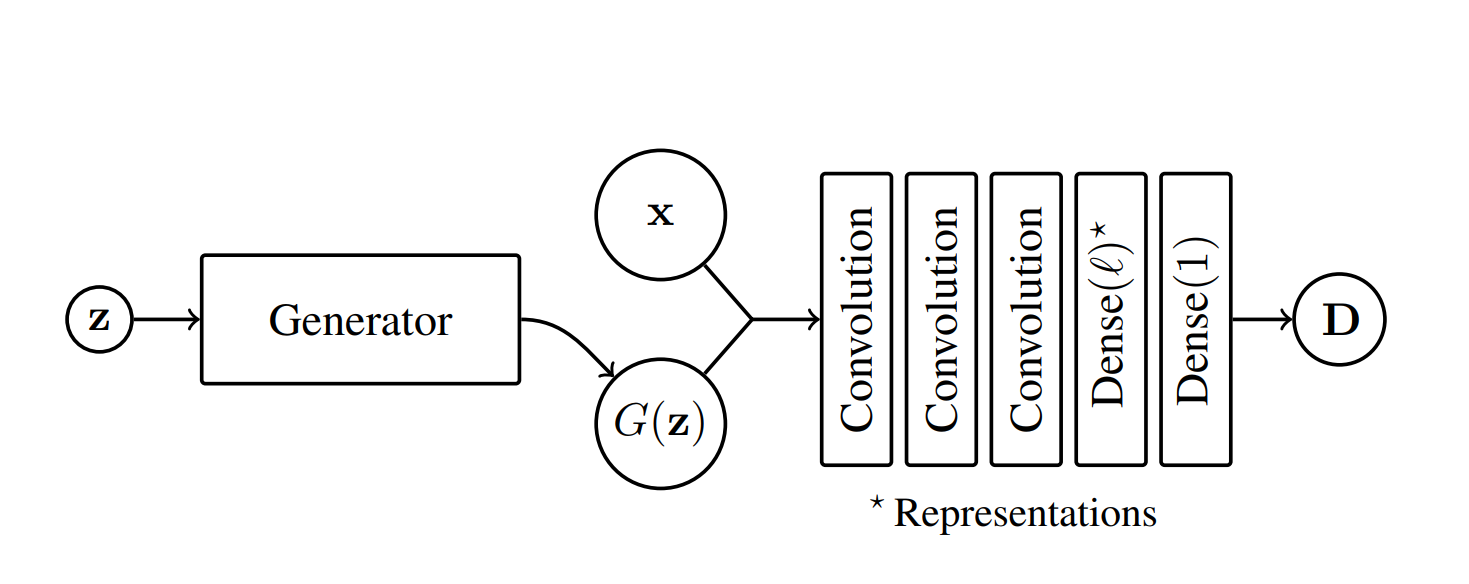 z
Generator
x
G(z)
Convolution
Convolution
Convolution
Dense(ℓ)⋆
Dense(1)
D
⋆ Representations